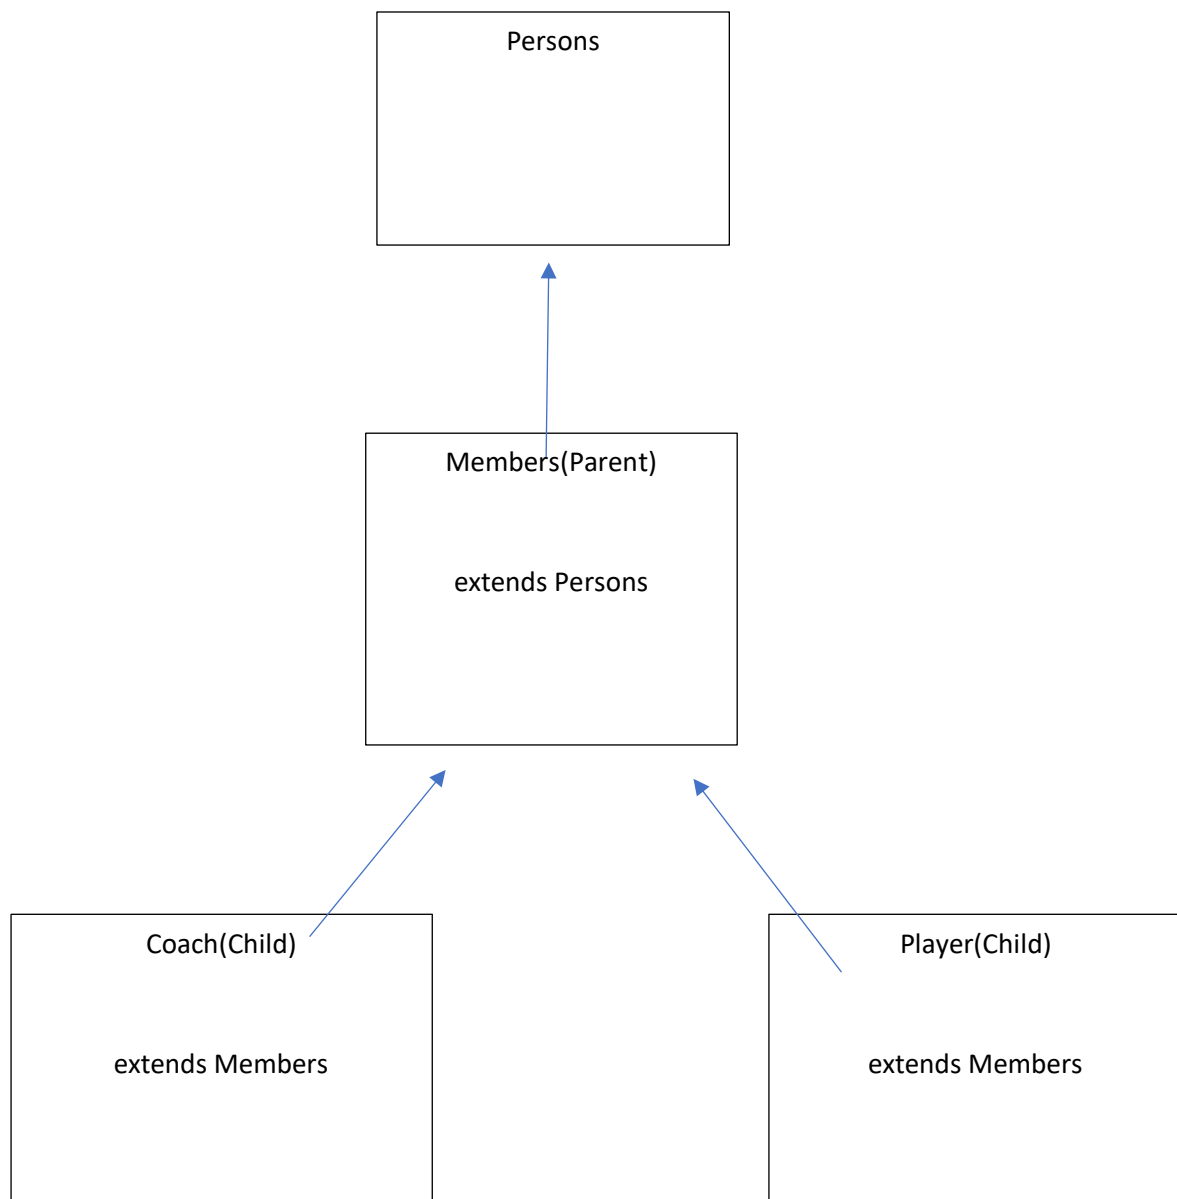 Persons
Members(Parent)
extends Persons
Coach(Child)
Player(Child)
extends Members
extends Members